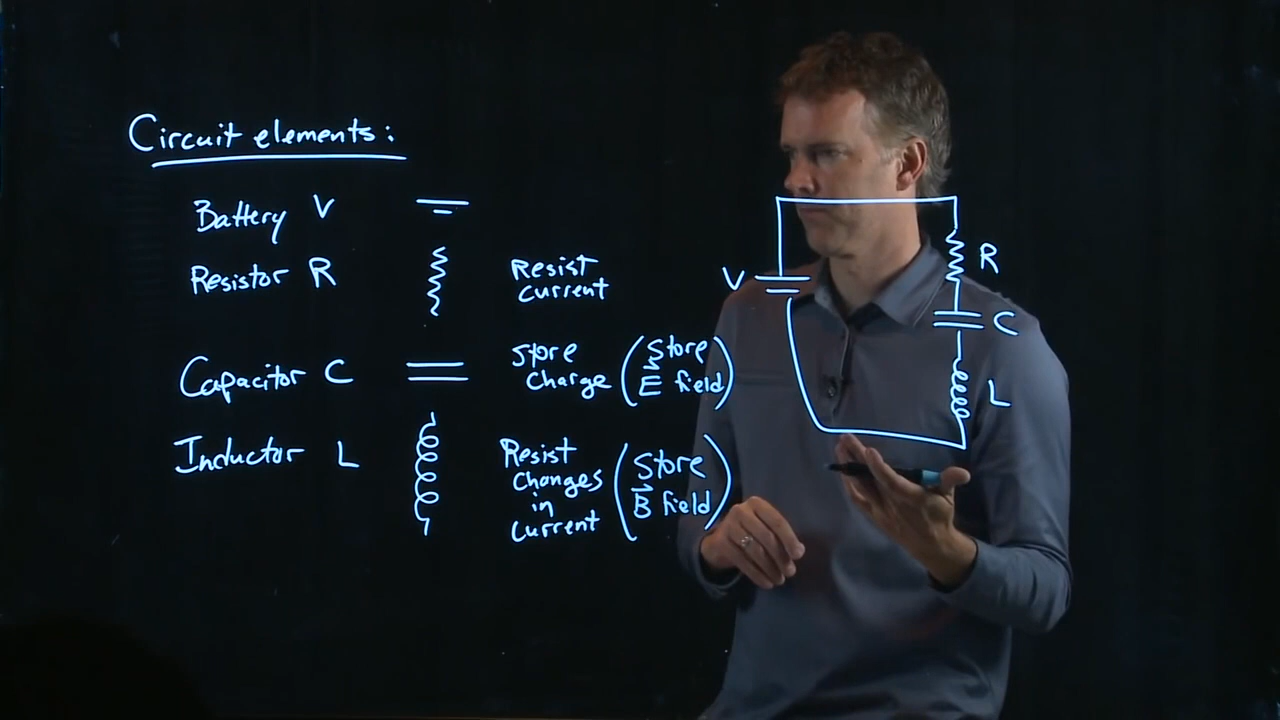 Circuit elements:
Battery V
Resistor R
Resist
current
Capacitor C
Store
Charge
(Store
E field)
Inductor L
Resist
Changes
in
current
(Store
B field)
V
R
C
L